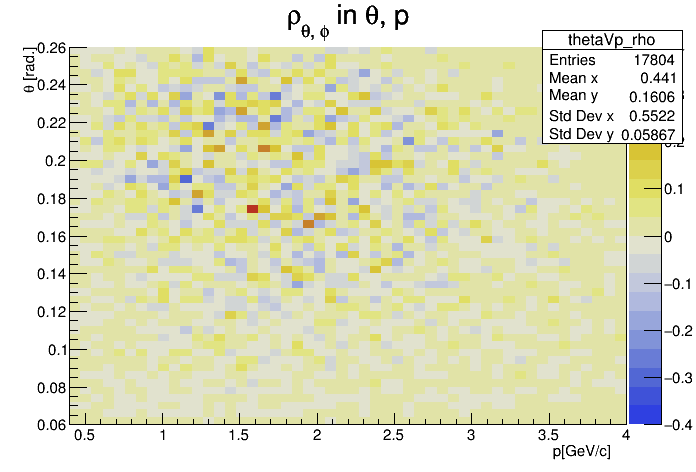 ρθ, ϕ in θ, p
thetaVp_rho
Entries 17804
Mean x 0.441
Mean y 0.1606
Std Dev x 0.5522
Std Dev y 0.05867
θ [rad.]
0.26
0.24
0.22
0.2
0.18
0.16
0.14
0.12
0.1
0.08
0.06
0.5 1 1.5 2 2.5 3 3.5 4
p[GeV/c]
0.1
0
−0.1
−0.2
−0.3
−0.4